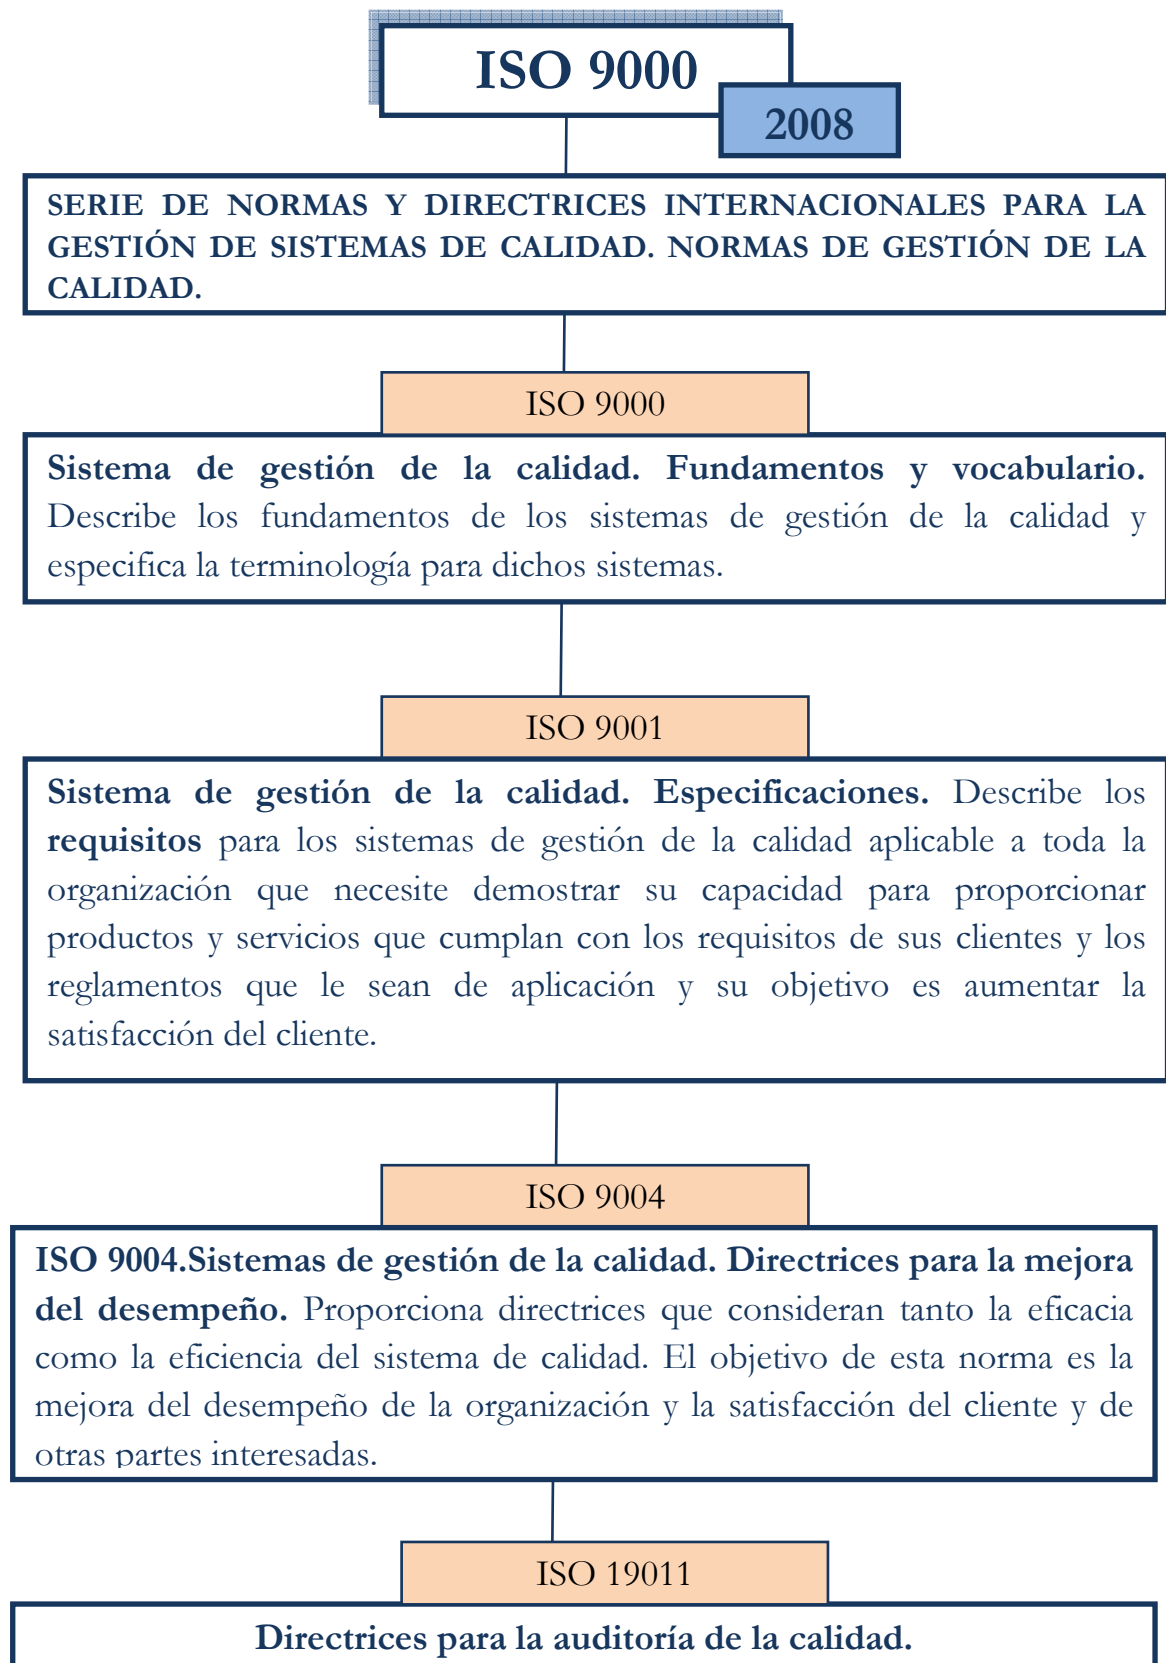 ISO 9000
2008
SERIE DE NORMAS Y DIRECTRICES INTERNACIONALES PARA LA
GESTIÓN DE SISTEMAS DE CALIDAD. NORMAS DE GESTIÓN DE LA
CALIDAD.
ISO 9000
Sistema de gestión de la calidad. Fundamentos y vocabulario.
Describe los fundamentos de los sistemas de gestión de la calidad y
especifica la terminología para dichos sistemas.
ISO 9001
Sistema de gestión de la calidad. Especificaciones. Describe los
requisitos para los sistemas de gestión de la calidad aplicable a toda la
organización que necesite demostrar su capacidad para proporcionar
productos y servicios que cumplan con los requisitos de sus clientes y los
reglamentos que le sean de aplicación y su objetivo es aumentar la
satisfacción del cliente.
ISO 9004
ISO 9004.Sistemas de gestión de la calidad. Directrices para la mejora
del desempeño. Proporciona directrices que consideran tanto la eficacia
como la eficiencia del sistema de calidad. El objetivo de esta norma es la
mejora del desempeño de la organización y la satisfacción del cliente y de
otras partes interesadas.
ISO 19011
Directrices para la auditoría de la calidad.